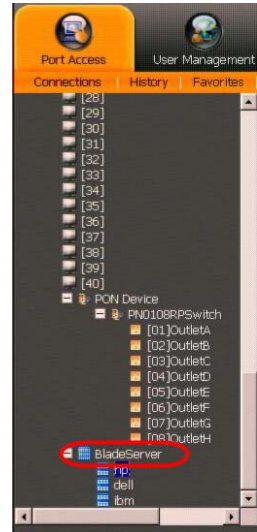 Port Access
User Management
Connections
History
Favorites
[28]
[29]
[30]
[31]
[32]
[33]
[34]
[35]
[36]
[37]
[38]
[39]
[40]
PON Device
PN0108RPSwitch
[01]OutletA
[02]OutletB
[03]OutletC
[04]OutletD
[05]OutletE
[06]OutletF
[07]OutletG
[08]OutletH
BladeServer
hp
dell
ibm